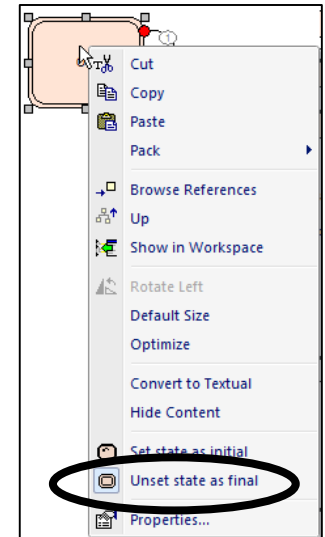 1
Cut
Copy
Paste
Pack
Browse References
Up
Show in Workspace
Rotate Left
Default Size
Optimize
Convert to Textual
Hide Content
Set state as initial
Unset state as final
Properties...